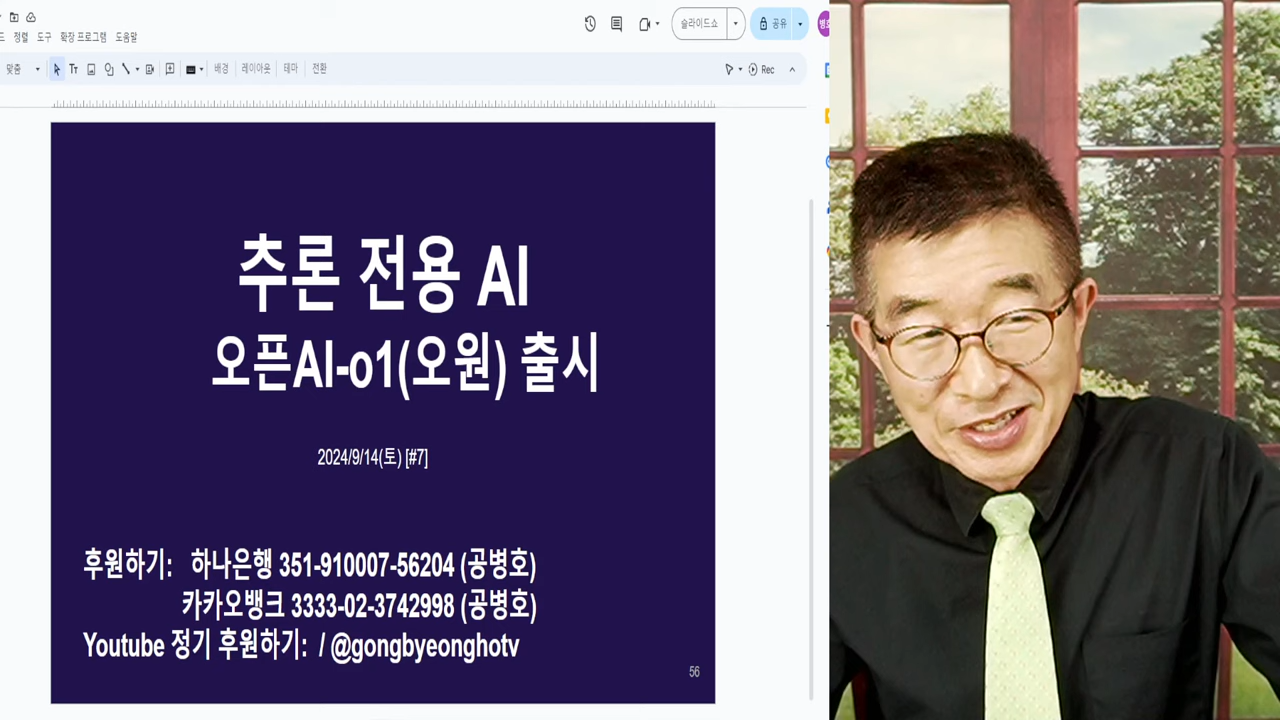 정렬 도구 확장 프로그램 도움말
슬라이드쇼
공유
맞춤
배경 레이아웃 테마 전환
Rec
추론 전용 AI
오픈AI-o1(오원) 출시
2024/9/14(토) [#7]
후원하기: 하나은행 351-910007-56204 (공병호)
카카오뱅크 3333-02-3742998 (공병호)
Youtube 정기 후원하기: / @gongbyeonghotv
56